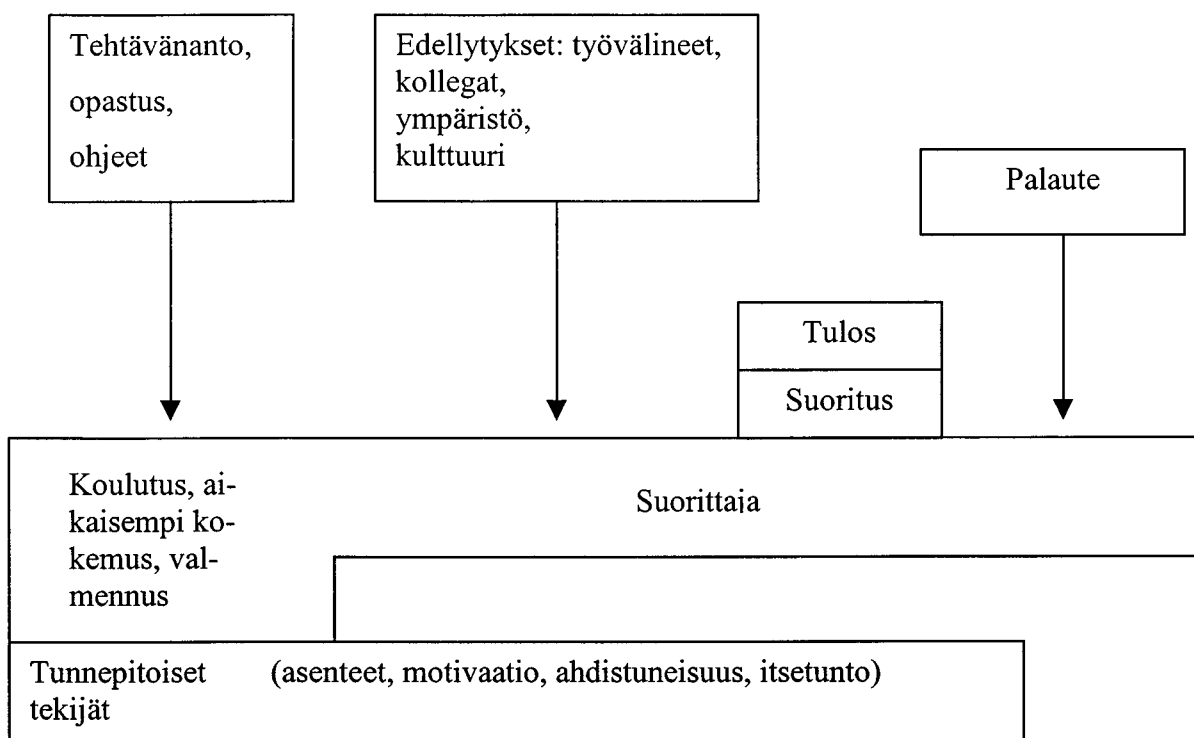 Tehtävänanto,
opastus,
ohjeet
Edellytykset: työvälineet,
kollegat,
ympäristö,
kulttuuri
Palaute
Tulos
Suoritus
Koulutus, ai-
kaisempi ko-
kemus, val-
mennus
Suorittaja
Tunnepitoiset (asenteet, motivaatio, ahdistuneisuus, itsetunto)
tekijät